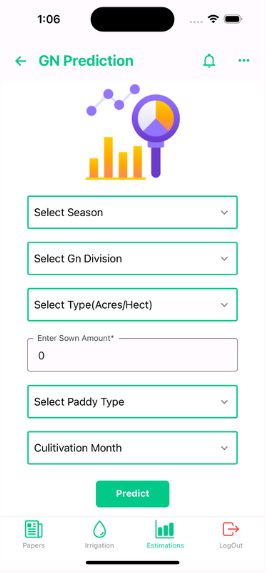 1:06
GN Prediction
Select Season
Select Gn Division
Select Type(Acres/Hect)
Enter Sown Amount*
0
Select Paddy Type
Culitivation Month
Predict
Papers
Irrigation
Estimations
LogOut